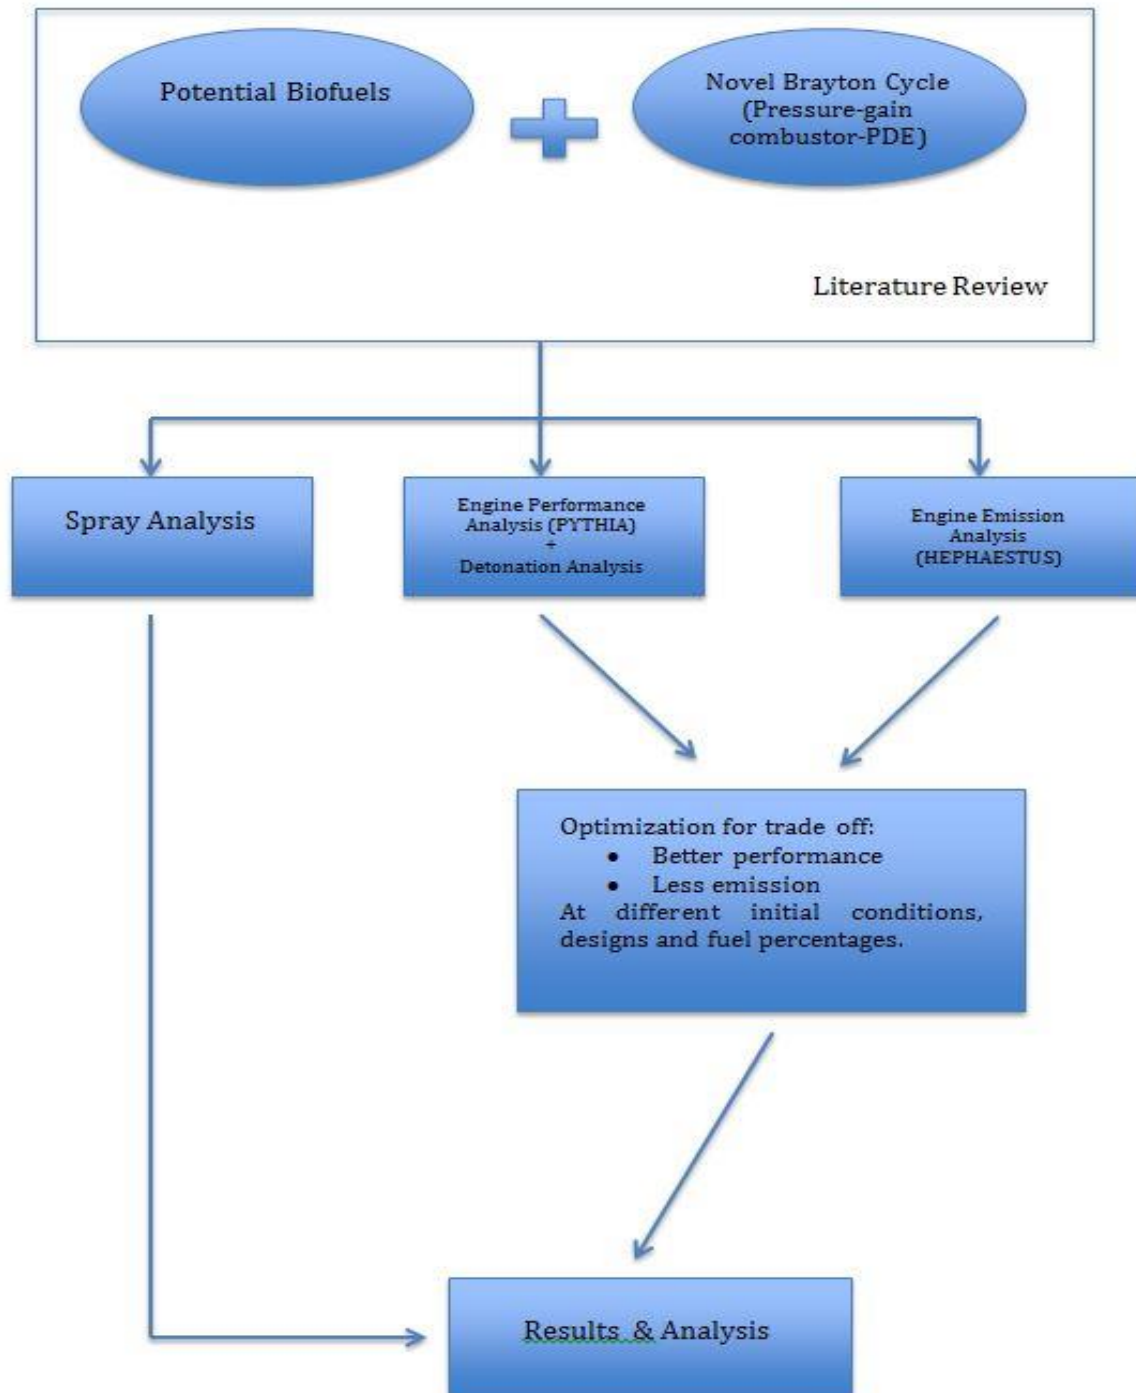 Potential Biofuels
Novel Brayton Cycle
(Pressure-gain
combustor-PDE)
Literature Review
Spray Analysis
Engine Performance
Analysis (PYTHIA)
+
Detonation Analysis
Engine Emission
Analysis
(HEPHAESTUS)
Optimization for trade off:
• Better performance
• Less emission
At different initial conditions,
designs and fuel percentages.
Results & Analysis